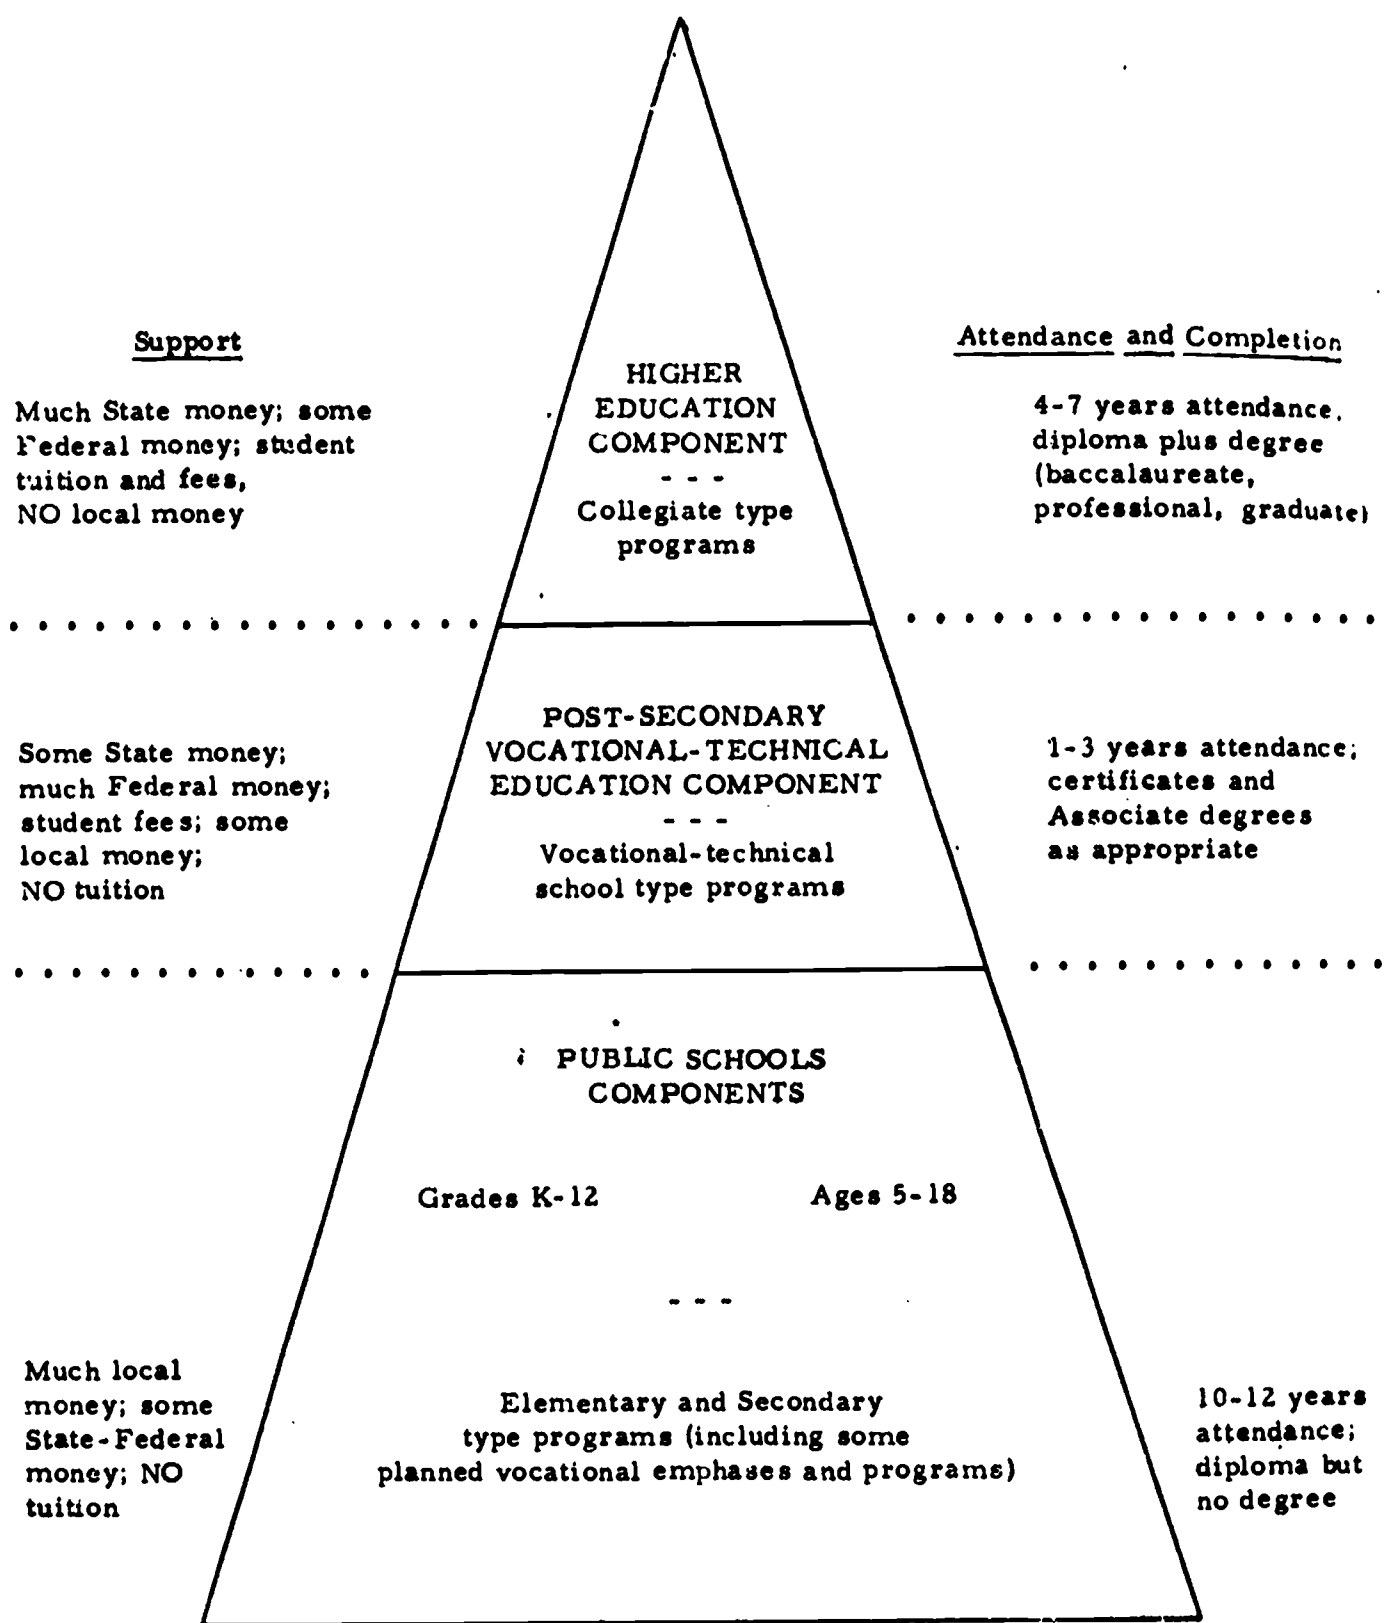 Support
Attendance and Completion
Much State money; some
Federal money; student
tuition and fees,
NO local money
HIGHER
EDUCATION
COMPONENT
- - -
Collegiate type
programs
4-7 years attendance,
diploma plus degree
(baccalaureate,
professional, graduate)
Some State money;
much Federal money;
student fees; some
local money;
NO tuition
POST-SECONDARY
VOCATIONAL-TECHNICAL
EDUCATION COMPONENT
- - -
Vocational-technical
school type programs
1-3 years attendance;
certificates and
Associate degrees
as appropriate
PUBLIC SCHOOLS
COMPONENTS
Grades K-12
Ages 5-18
- - -
Much local
money; some
State-Federal
money; NO
tuition
Elementary and Secondary
type programs (including some
planned vocational emphases and programs)
10-12 years
attendance;
diploma but
no degree